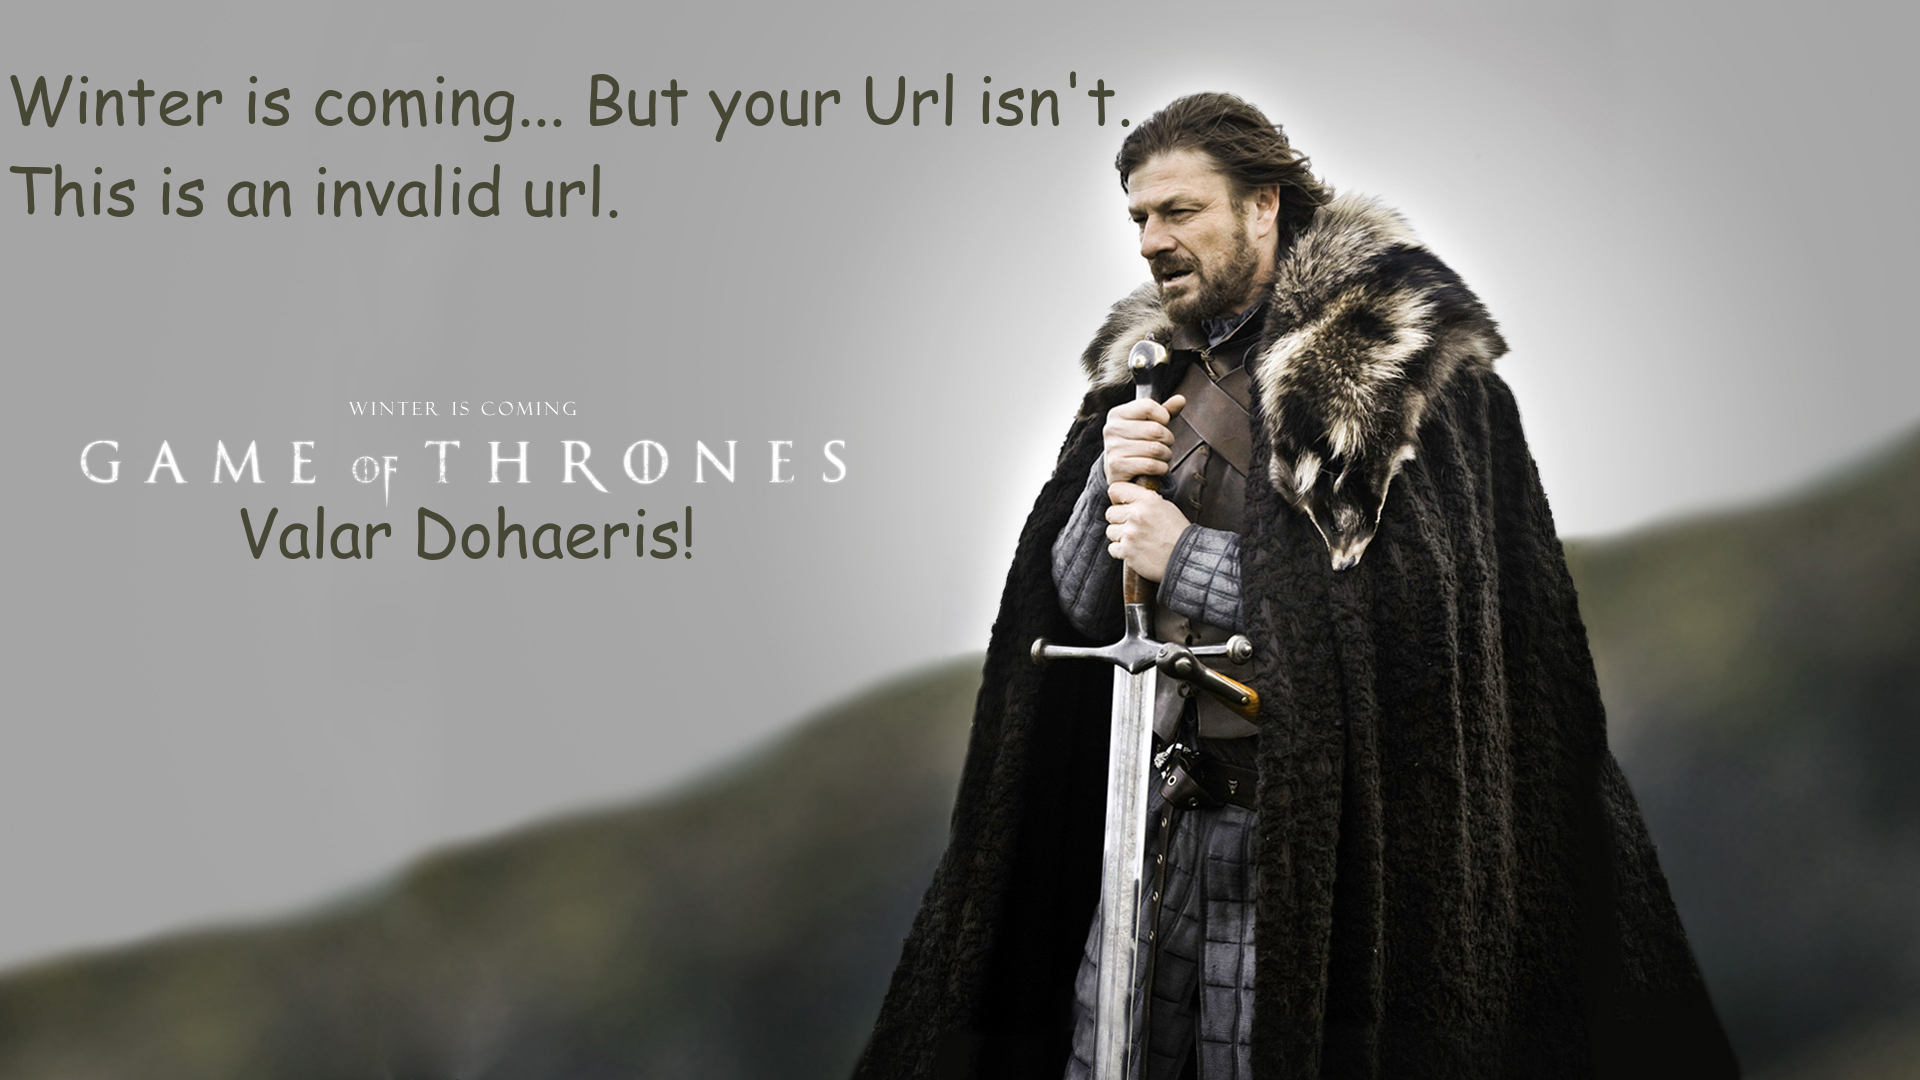 Winter is coming... But your Url isn't.
This is an invalid url.
WINTER IS COMING
GAME OF THRONES
Valar Dohaeris!